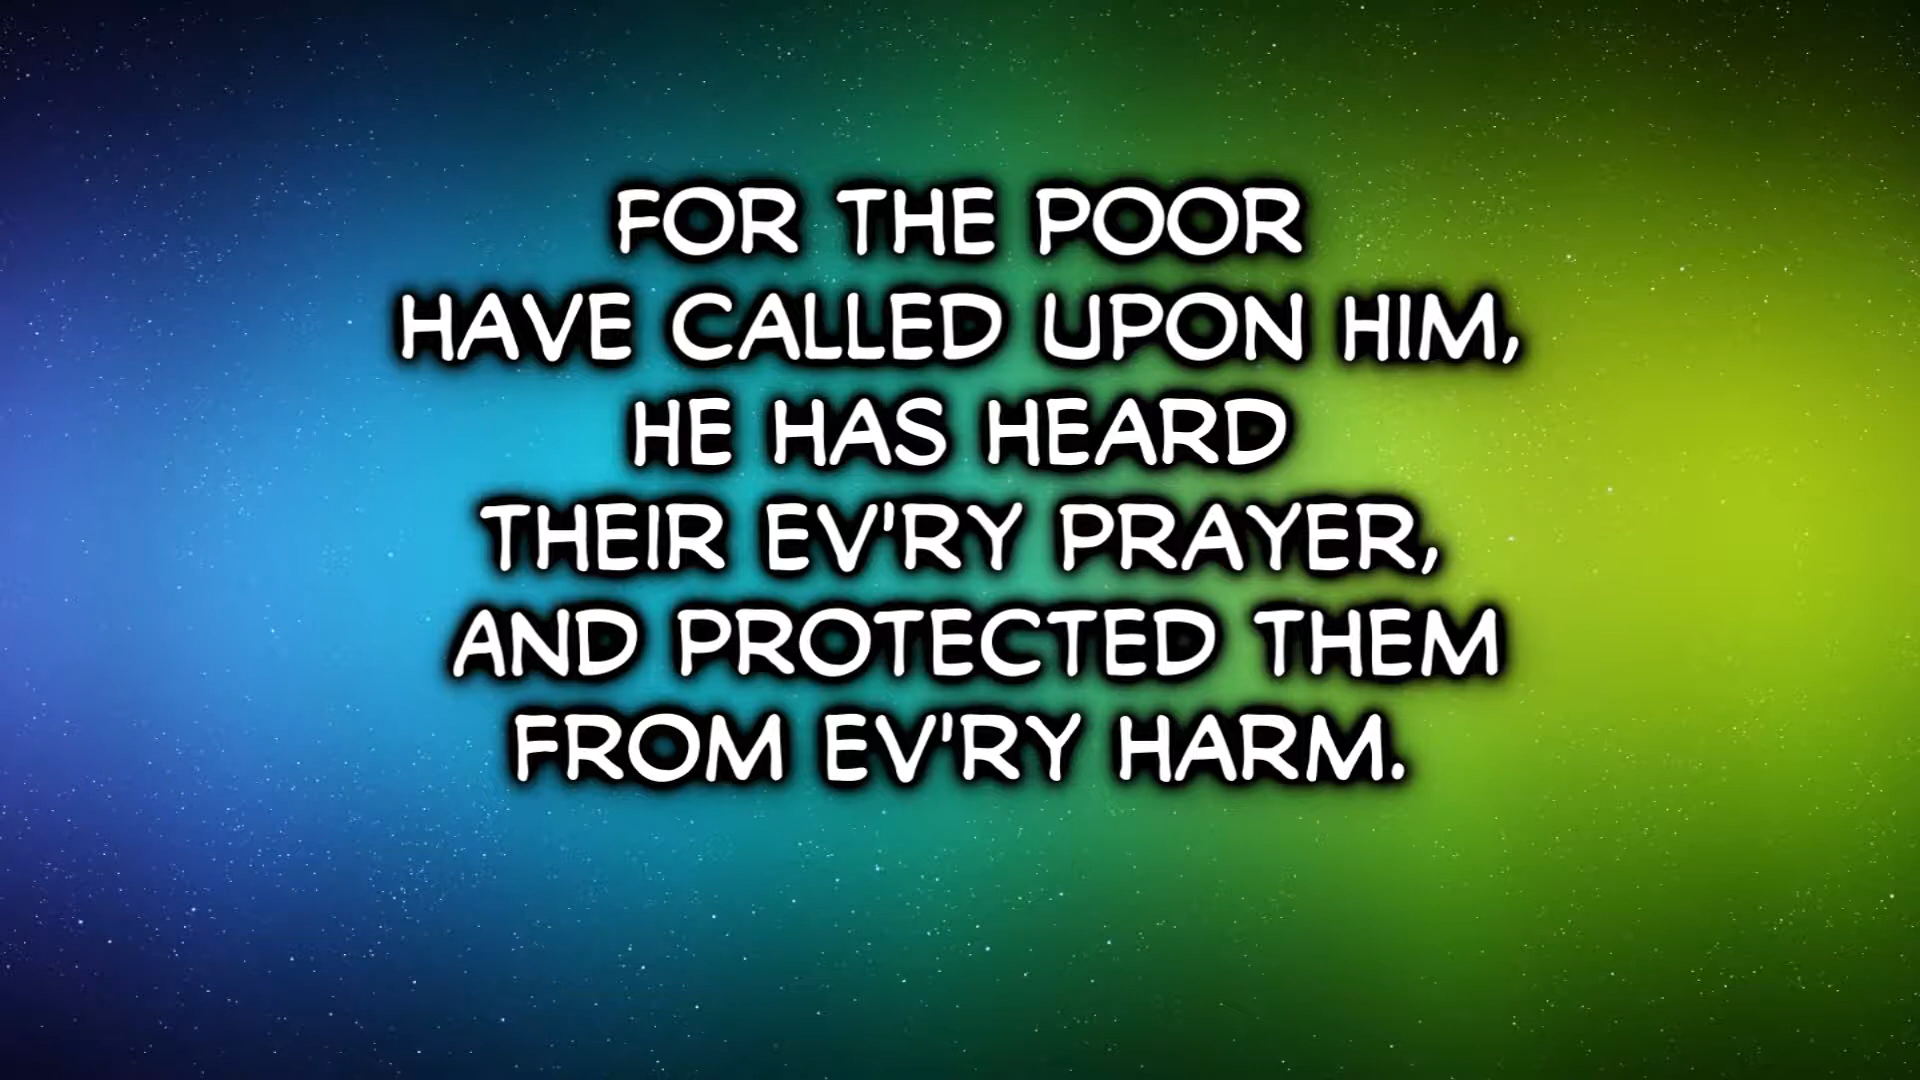 FOR THE POOR
HAVE CALLED UPON HIM,
HE HAS HEARD
THEIR EV'RY PRAYER,
AND PROTECTED THEM
FROM EV'RY HARM.